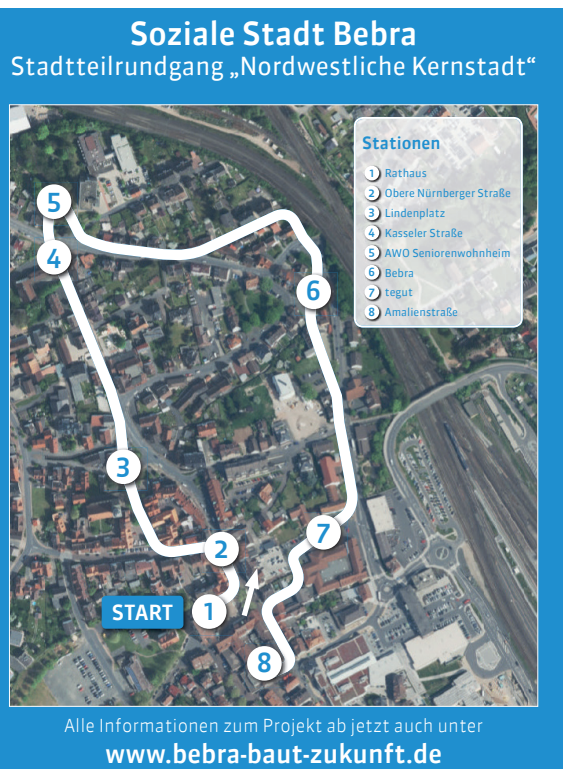 Soziale Stadt Bebra
Stadtteilrundgang „Nordwestliche Kernstadt“
Stationen
1 Rathaus
2 Obere Nürnberger Straße
3 Lindenplatz
4 Kasseler Straße
5 AWO Seniorenwohnheim
6 Bebra
7 tegut
8 Amalienstraße
5
4
6
3
7
2
START 1
8
Alle Informationen zum Projekt ab jetzt auch unter
www.bebra-baut-zukunft.de